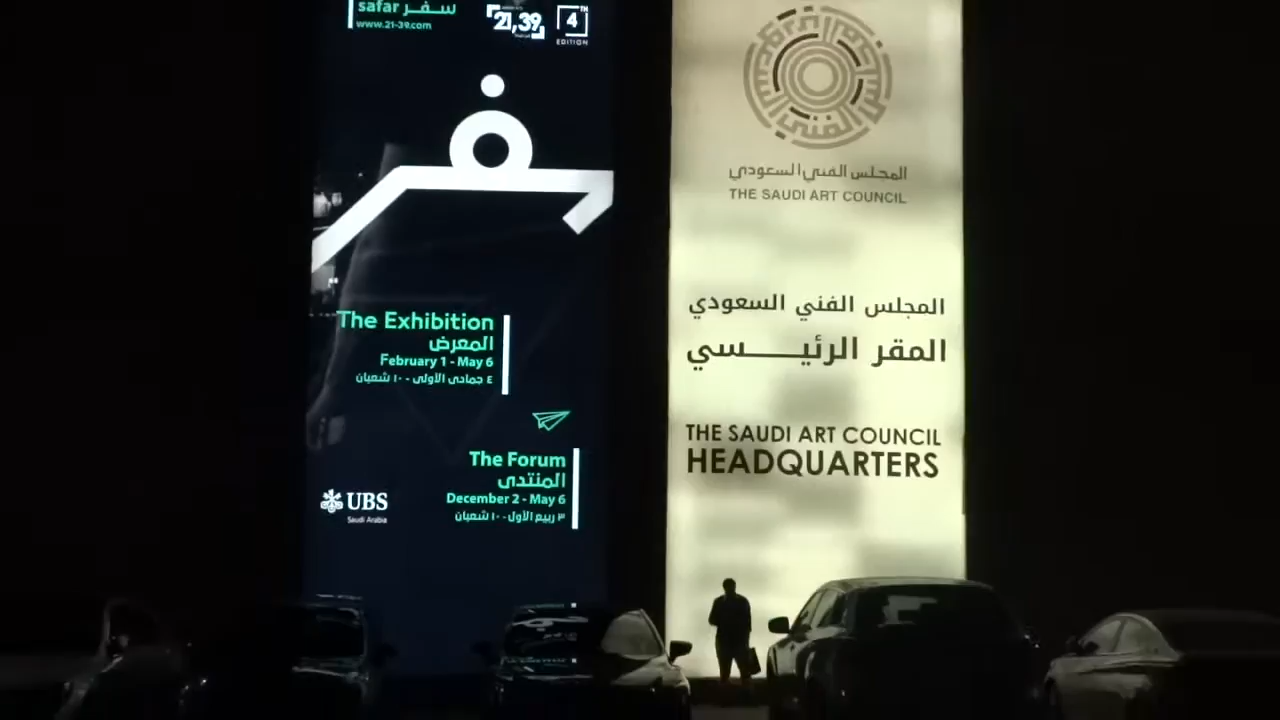 safar سفر
www.21-39.com
21,39
4TH
EDITION
The Exhibition
المعرض
February 1 - May 6
٤ جمادى الأولى - ١٠ شعبان
The Forum
المنتدى
December 2 - May 6
٣ ربيع الأول - ١٠ شعبان
UBS
Saudi Arabia
المجلس الفني السعودي
THE SAUDI ART COUNCIL
المجلس الفني السعودي
المقر الرئيــــسي
THE SAUDI ART COUNCIL
HEADQUARTERS